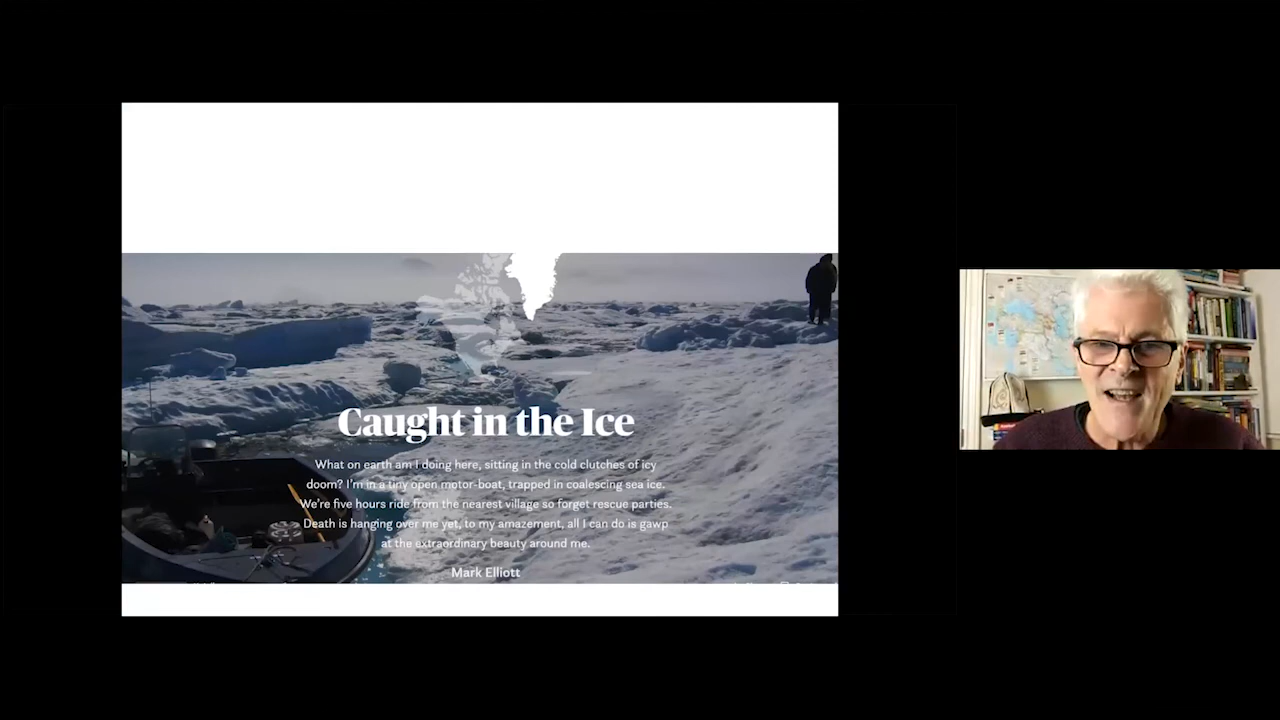 Caught in the Ice
What on earth am I doing here, sitting in the cold clutches of icy
doom? I'm in a tiny open motor-boat, trapped in coalescing sea ice.
We're five hours ride from the nearest village so forget rescue parties.
Death is hanging over me yet, to my amazement, all I can do is gawp
at the extraordinary beauty around me.
Mark Elliott